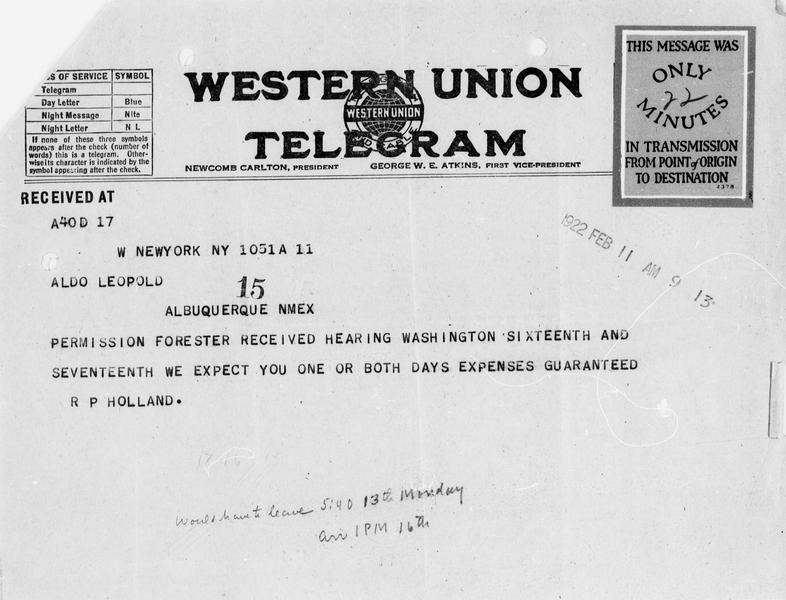 SS OF SERVICE SYMBOL
Telegram
Day Letter Blue
Night Message Nite
Night Letter N L
If none of these three symbols
appears after the check (number of
words) this is a telegram. Other-
wise its character is indicated by the
symbol appearing after the check.
WESTERN UNION
WESTERN UNION
TELEGRAM
NEWCOMB CARLTON, PRESIDENT GEORGE W. E. ATKINS, FIRST VICE-PRESIDENT
THIS MESSAGE WAS
ONLY
22
MINUTES
IN TRANSMISSION
FROM POINT of ORIGIN
TO DESTINATION
2378
RECEIVED AT
A40D 17
1922 FEB 11 AM 9 13
W NEWYORK NY 1051A 11
ALDO LEOPOLD
15
ALBUQUERQUE NMEX
PERMISSION FORESTER RECEIVED HEARING WASHINGTON SIXTEENTH AND
SEVENTEENTH WE EXPECT YOU ONE OR BOTH DAYS EXPENSES GUARANTEED
R P HOLLAND.
Would have to leave 5:40 13th Monday
arr 1 PM 16th